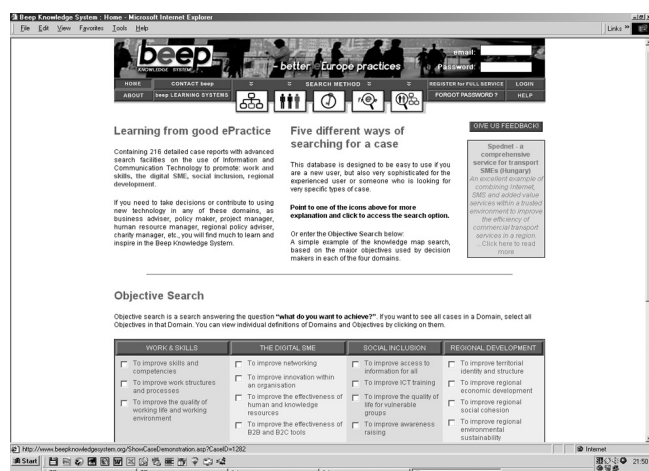 Beep Knowledge System : Home - Microsoft Internet Explorer
File Edit View Favorites Tools Help
Links »
beep
KNOWLEDGE SYSTEM
- better eEurope practices
email:
Password:
HOME CONTACT beep SEARCH METHOD REGISTER for FULL SERVICE LOGIN
ABOUT beep LEARNING SYSTEMS FORGOT PASSWORD ? HELP
Learning from good ePractice
Containing 216 detailed case reports with advanced
search facilities on the use of Information and
Communication Technology to promote: work and
skills, the digital SME, social inclusion, regional
development.
If you need to take decisions or contribute to using
new technology in any of these domains, as
business adviser, policy maker, project manager,
human resource manager, regional policy adviser,
charity manager, etc., you will find much to learn and
inspire in the Beep Knowledge System.
Five different ways of
searching for a case
This database is designed to be easy to use if you
are a new user, but also very sophisticated for the
experienced user or someone who is looking for
very specific types of case.
Point to one of the icons above for more
explanation and click to access the search option.
Or enter the Objective Search below:
A simple example of the knowledge map search,
based on the major objectives used by decision
makers in each of the four domains.
GIVE US FEEDBACK!
Spednet - a
comprehensive
service for transport
SMEs (Hungary)
An excellent example of
combining Internet,
SMS and added value
services within a trusted
environment to improve
the efficiency of
commercial transport
services in a region.
...Click here to read
more
Objective Search
Objective search is a search answering the question "what do you want to achieve?". If you want to see all cases in a Domain, select all
Objectives in that Domain. You can view individual definitions of Domains and Objectives by clicking on them.
WORK & SKILLS
To improve skills and
competencies
To improve work structures
and processes
To improve the quality of
working life and working
environment
THE DIGITAL SME
To improve networking
To improve innovation within
an organisation
To improve the effectiveness of
human and knowledge
resources
To improve the effectiveness of
B2B and B2C tools
SOCIAL INCLUSION
To improve access to
information for all
To improve ICT training
To improve the quality of
life for vulnerable
groups
To improve awareness
raising
REGIONAL DEVELOPMENT
To improve territorial
identity and structure
To improve regional
economic development
To improve regional
social cohesion
To improve regional
environmental
sustainability
http://www.beepknowledgesystem.org/ShowCaseDemonstration.asp?CaseID=1282
Internet
Start
21:50